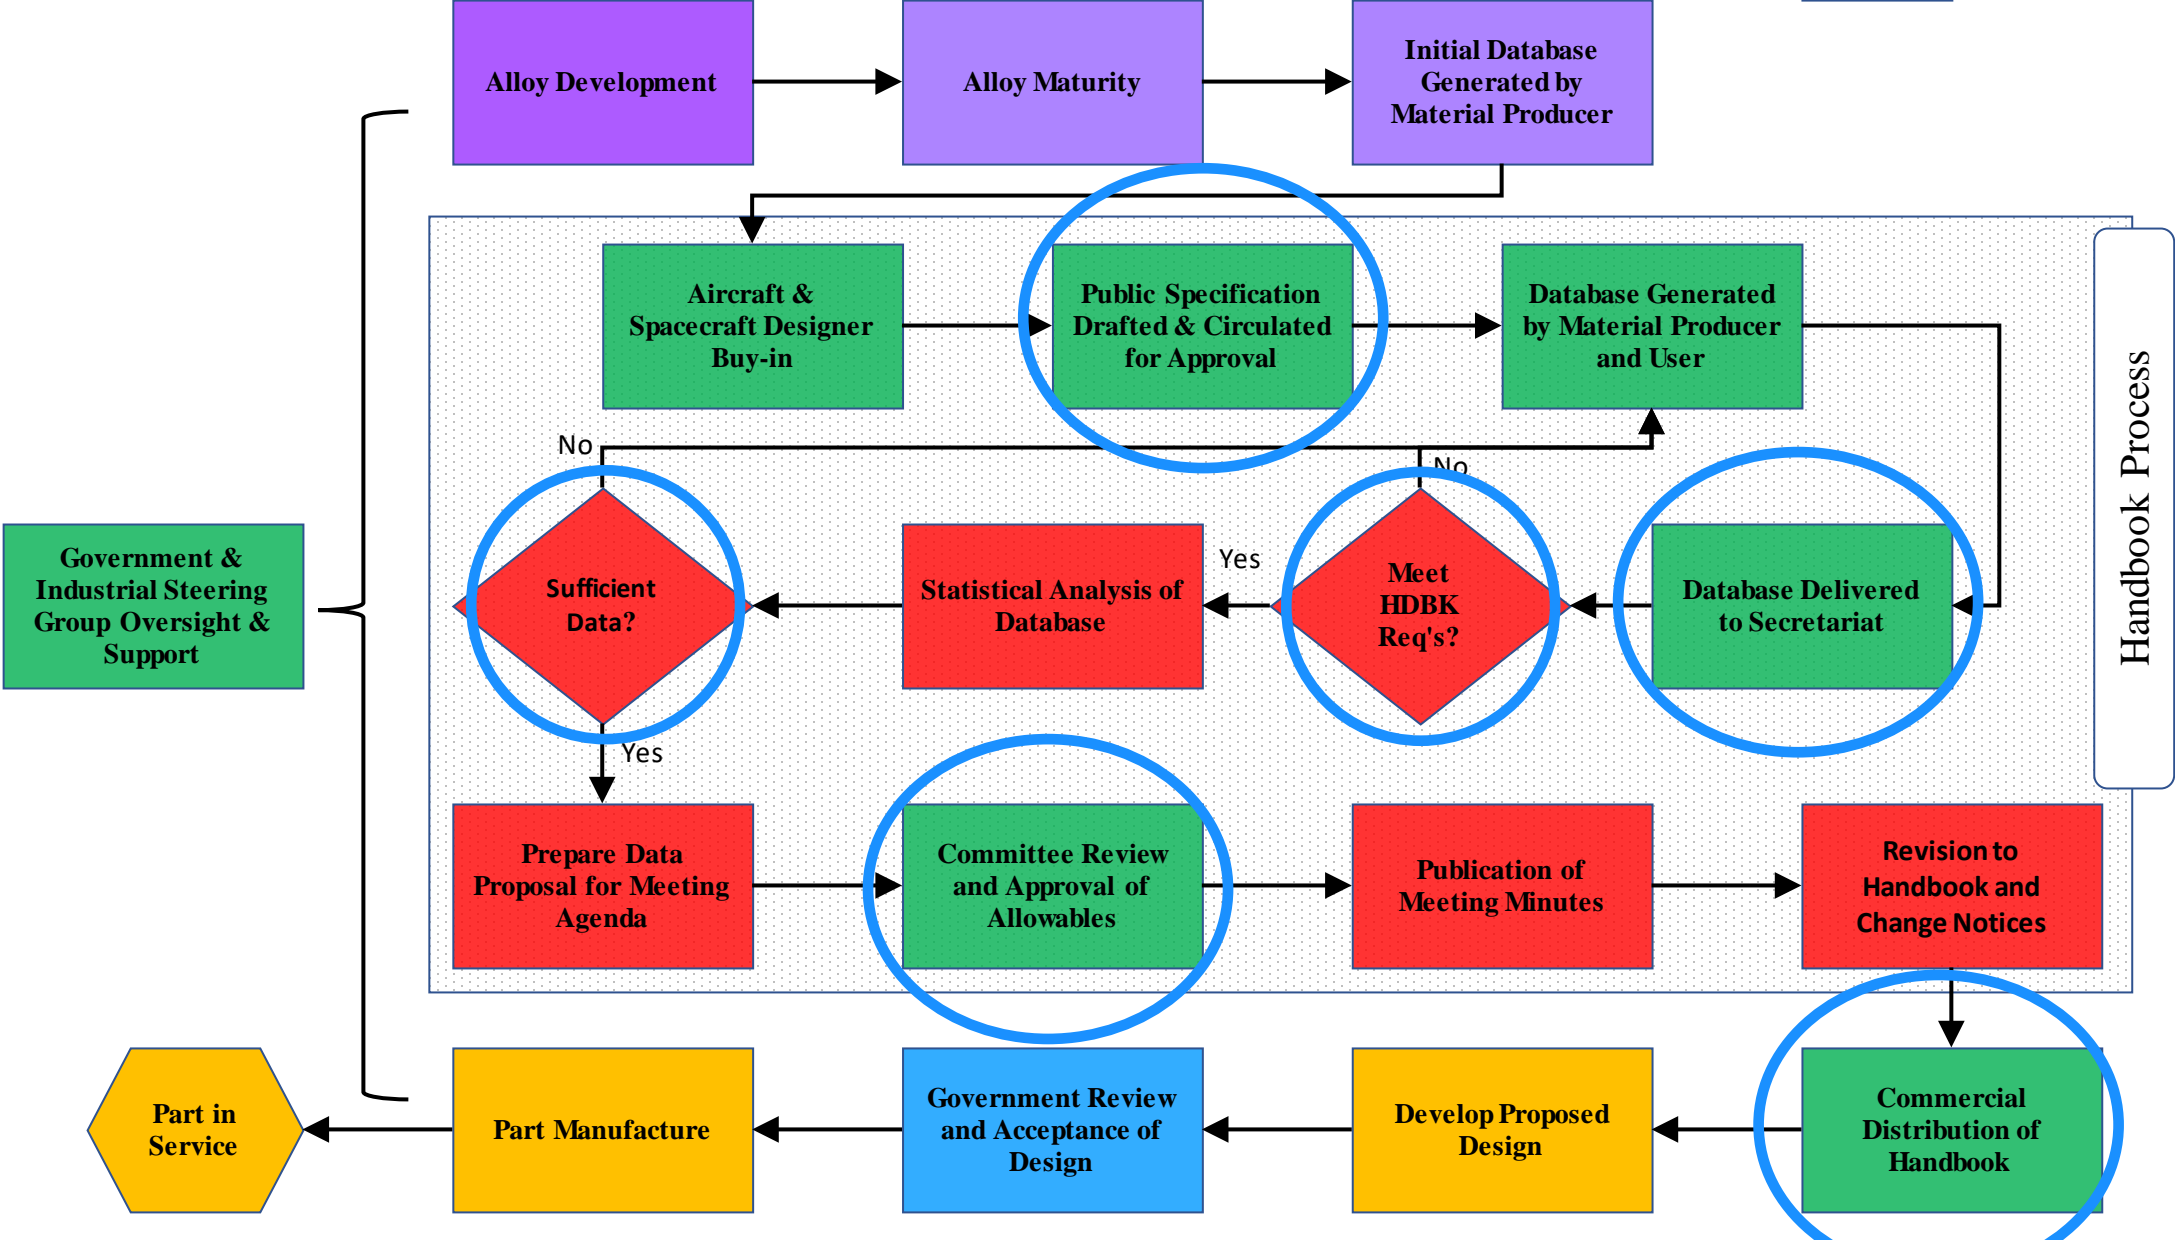 Alloy Development
Alloy Maturity
Initial Database
Generated by
Material Producer
Aircraft &
Spacecraft Designer
Buy-in
Public Specification
Drafted & Circulated
for Approval
Database Generated
by Material Producer
and User
Handbook Process
No
No
Government &
Industrial Steering
Group Oversight &
Support
Sufficient
Data?
Statistical Analysis of
Database
Yes
Meet
HDBK
Req's?
Database Delivered
to Secretariat
Yes
Prepare Data
Proposal for Meeting
Agenda
Committee Review
and Approval of
Allowables
Publication of
Meeting Minutes
Revision to
Handbook and
Change Notices
Part in
Service
Part Manufacture
Government Review
and Acceptance of
Design
Develop Proposed
Design
Commercial
Distribution of
Handbook